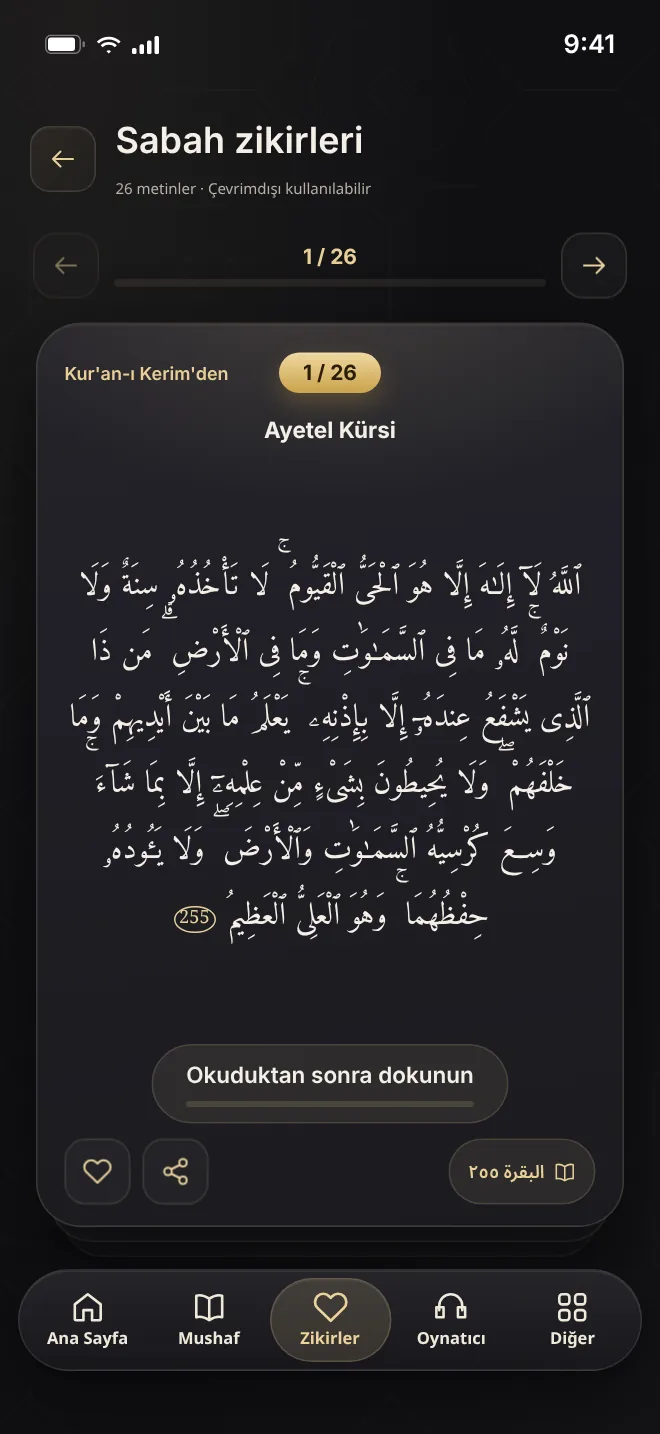 9:41
Sabah zikirleri
26 metinler · Çevrimdışı kullanılabilir
1 / 26
Kur'an-ı Kerim'den
1 / 26
Ayetel Kürsi
ٱللَّهُ لَآ إِلَـٰهَ إِلَّا هُوَ ٱلْحَىُّ ٱلْقَيُّومُ ۚ لَا تَأْخُذُهُۥ سِنَةٌ وَلَا
نَوْمٌ ۚ لَّهُۥ مَا فِى ٱلسَّمَـٰوَٰتِ وَمَا فِى ٱلْأَرْضِ ۗ مَن ذَا
ٱلَّذِى يَشْفَعُ عِندَهُۥٓ إِلَّا بِإِذْنِهِۦ ۚ يَعْلَمُ مَا بَيْنَ أَيْدِيهِمْ وَمَا
خَلْفَهُمْ ۖ وَلَا يُحِيطُونَ بِشَىْءٍ مِّنْ عِلْمِهِۦٓ إِلَّا بِمَا شَآءَ ۚ
وَسِعَ كُرْسِيُّهُ ٱلسَّمَـٰوَٰتِ وَٱلْأَرْضَ ۖ وَلَا يَـُٔودُهُۥ
حِفْظُهُمَا ۚ وَهُوَ ٱلْعَلِىُّ ٱلْعَظِيمُ 255
Okuduktan sonra dokunun
البقرة ٢٥٥
Ana Sayfa
Mushaf
Zikirler
Oynatıcı
Diğer